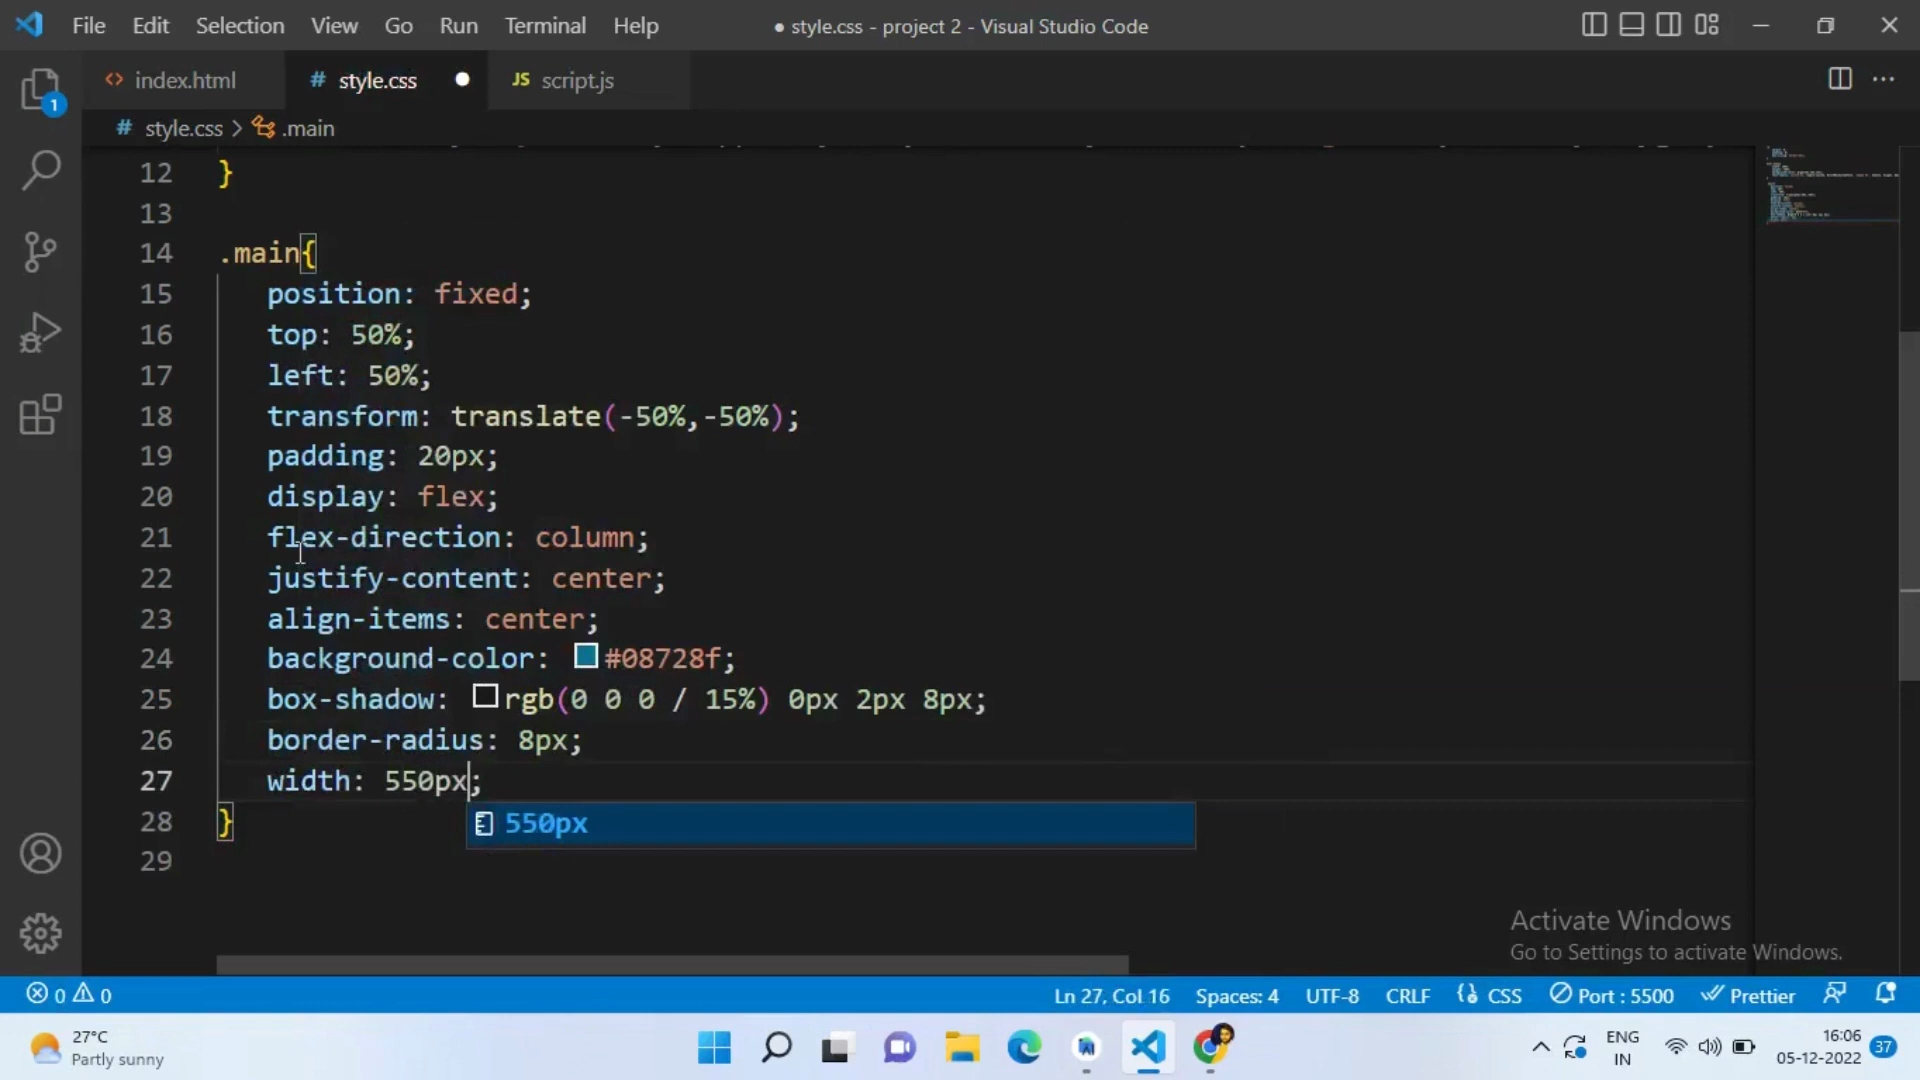 File Edit Selection View Go Run Terminal Help ● style.css - project 2 - Visual Studio Code
<> index.html # style.css ● JS script.js
1
# style.css > .main
12 }
13
14 .main{
15 position: fixed;
16 top: 50%;
17 left: 50%;
18 transform: translate(-50%,-50%);
19 padding: 20px;
20 display: flex;
21 flex-direction: column;
22 justify-content: center;
23 align-items: center;
24 background-color: #08728f;
25 box-shadow: rgb(0 0 0 / 15%) 0px 2px 8px;
26 border-radius: 8px;
27 width: 550px;
28 }
550px
29
Activate Windows
Go to Settings to activate Windows.
0 0 Ln 27, Col 16 Spaces: 4 UTF-8 CRLF {} CSS Port : 5500 Prettier
27°C
Partly sunny
ENG
IN
16:06
05-12-2022
37